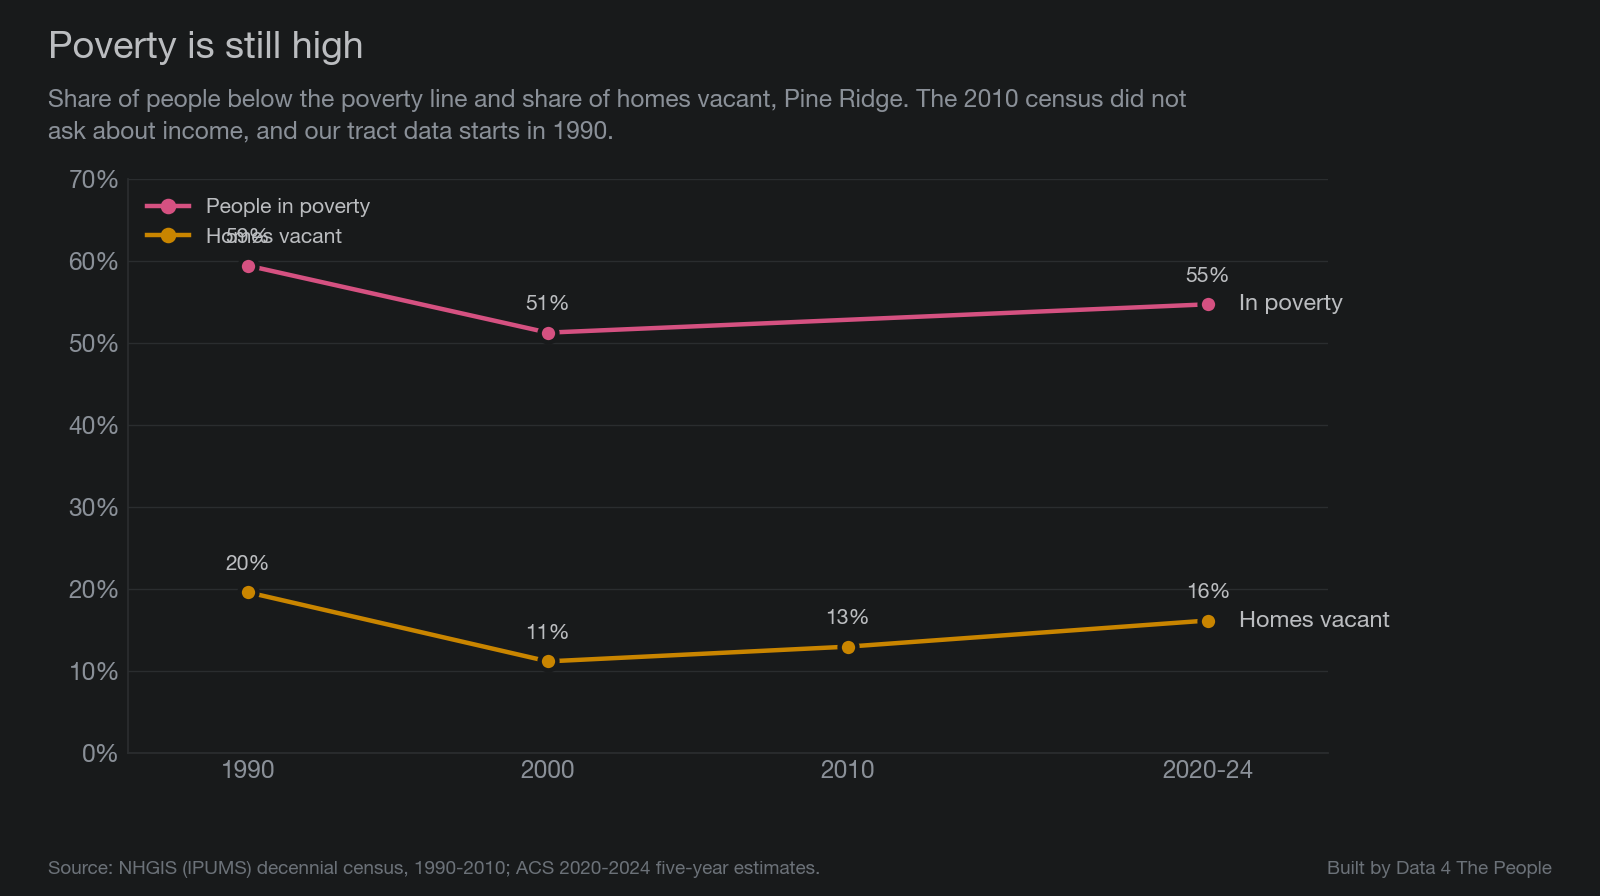 Poverty is still high
Share of people below the poverty line and share of homes vacant, Pine Ridge. The 2010 census did not
ask about income, and our tract data starts in 1990.
70%
People in poverty
Homes vacant
59%
60%
55%
51%
In poverty
50%
40%
30%
20%
20%
16%
13%
11%
Homes vacant
10%
0%
1990
2000
2010
2020-24
Source: NHGIS (IPUMS) decennial census, 1990-2010; ACS 2020-2024 five-year estimates.
Built by Data 4 The People